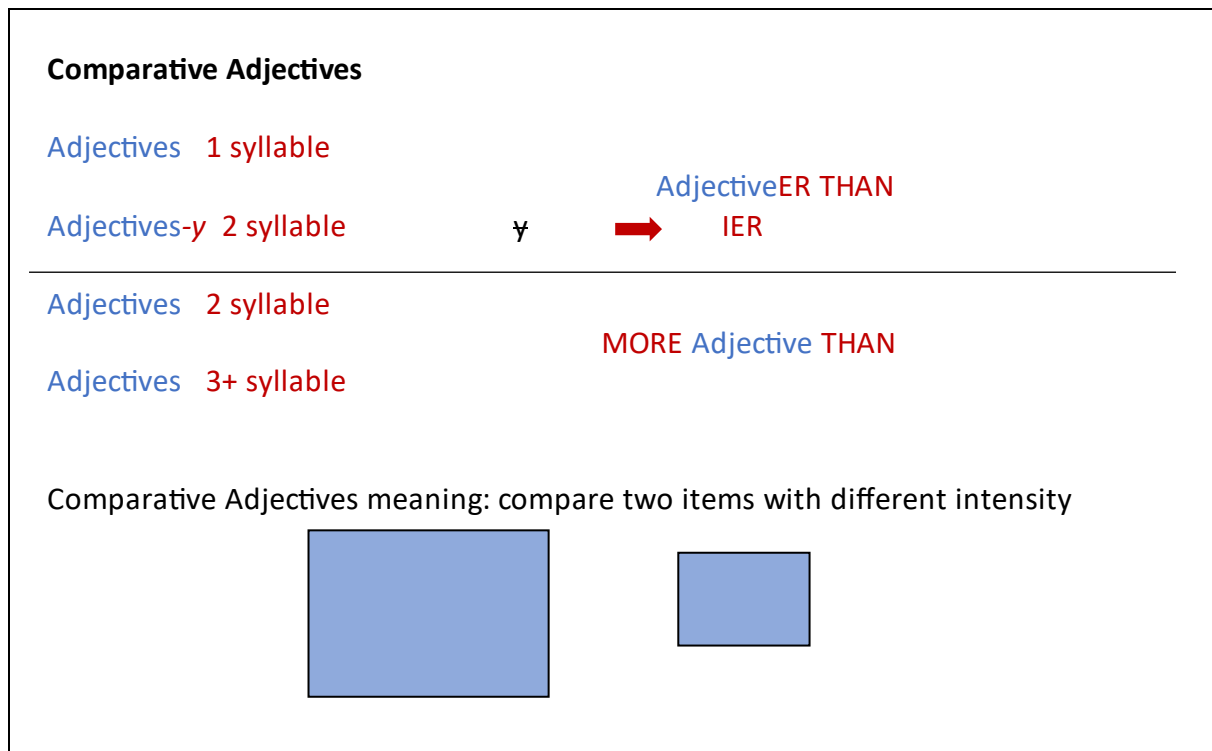 Comparative Adjectives
Adjectives 1 syllable
AdjectiveER THAN
Adjectives-y 2 syllable y IER
Adjectives 2 syllable
MORE Adjective THAN
Adjectives 3+ syllable
Comparative Adjectives meaning: compare two items with different intensity